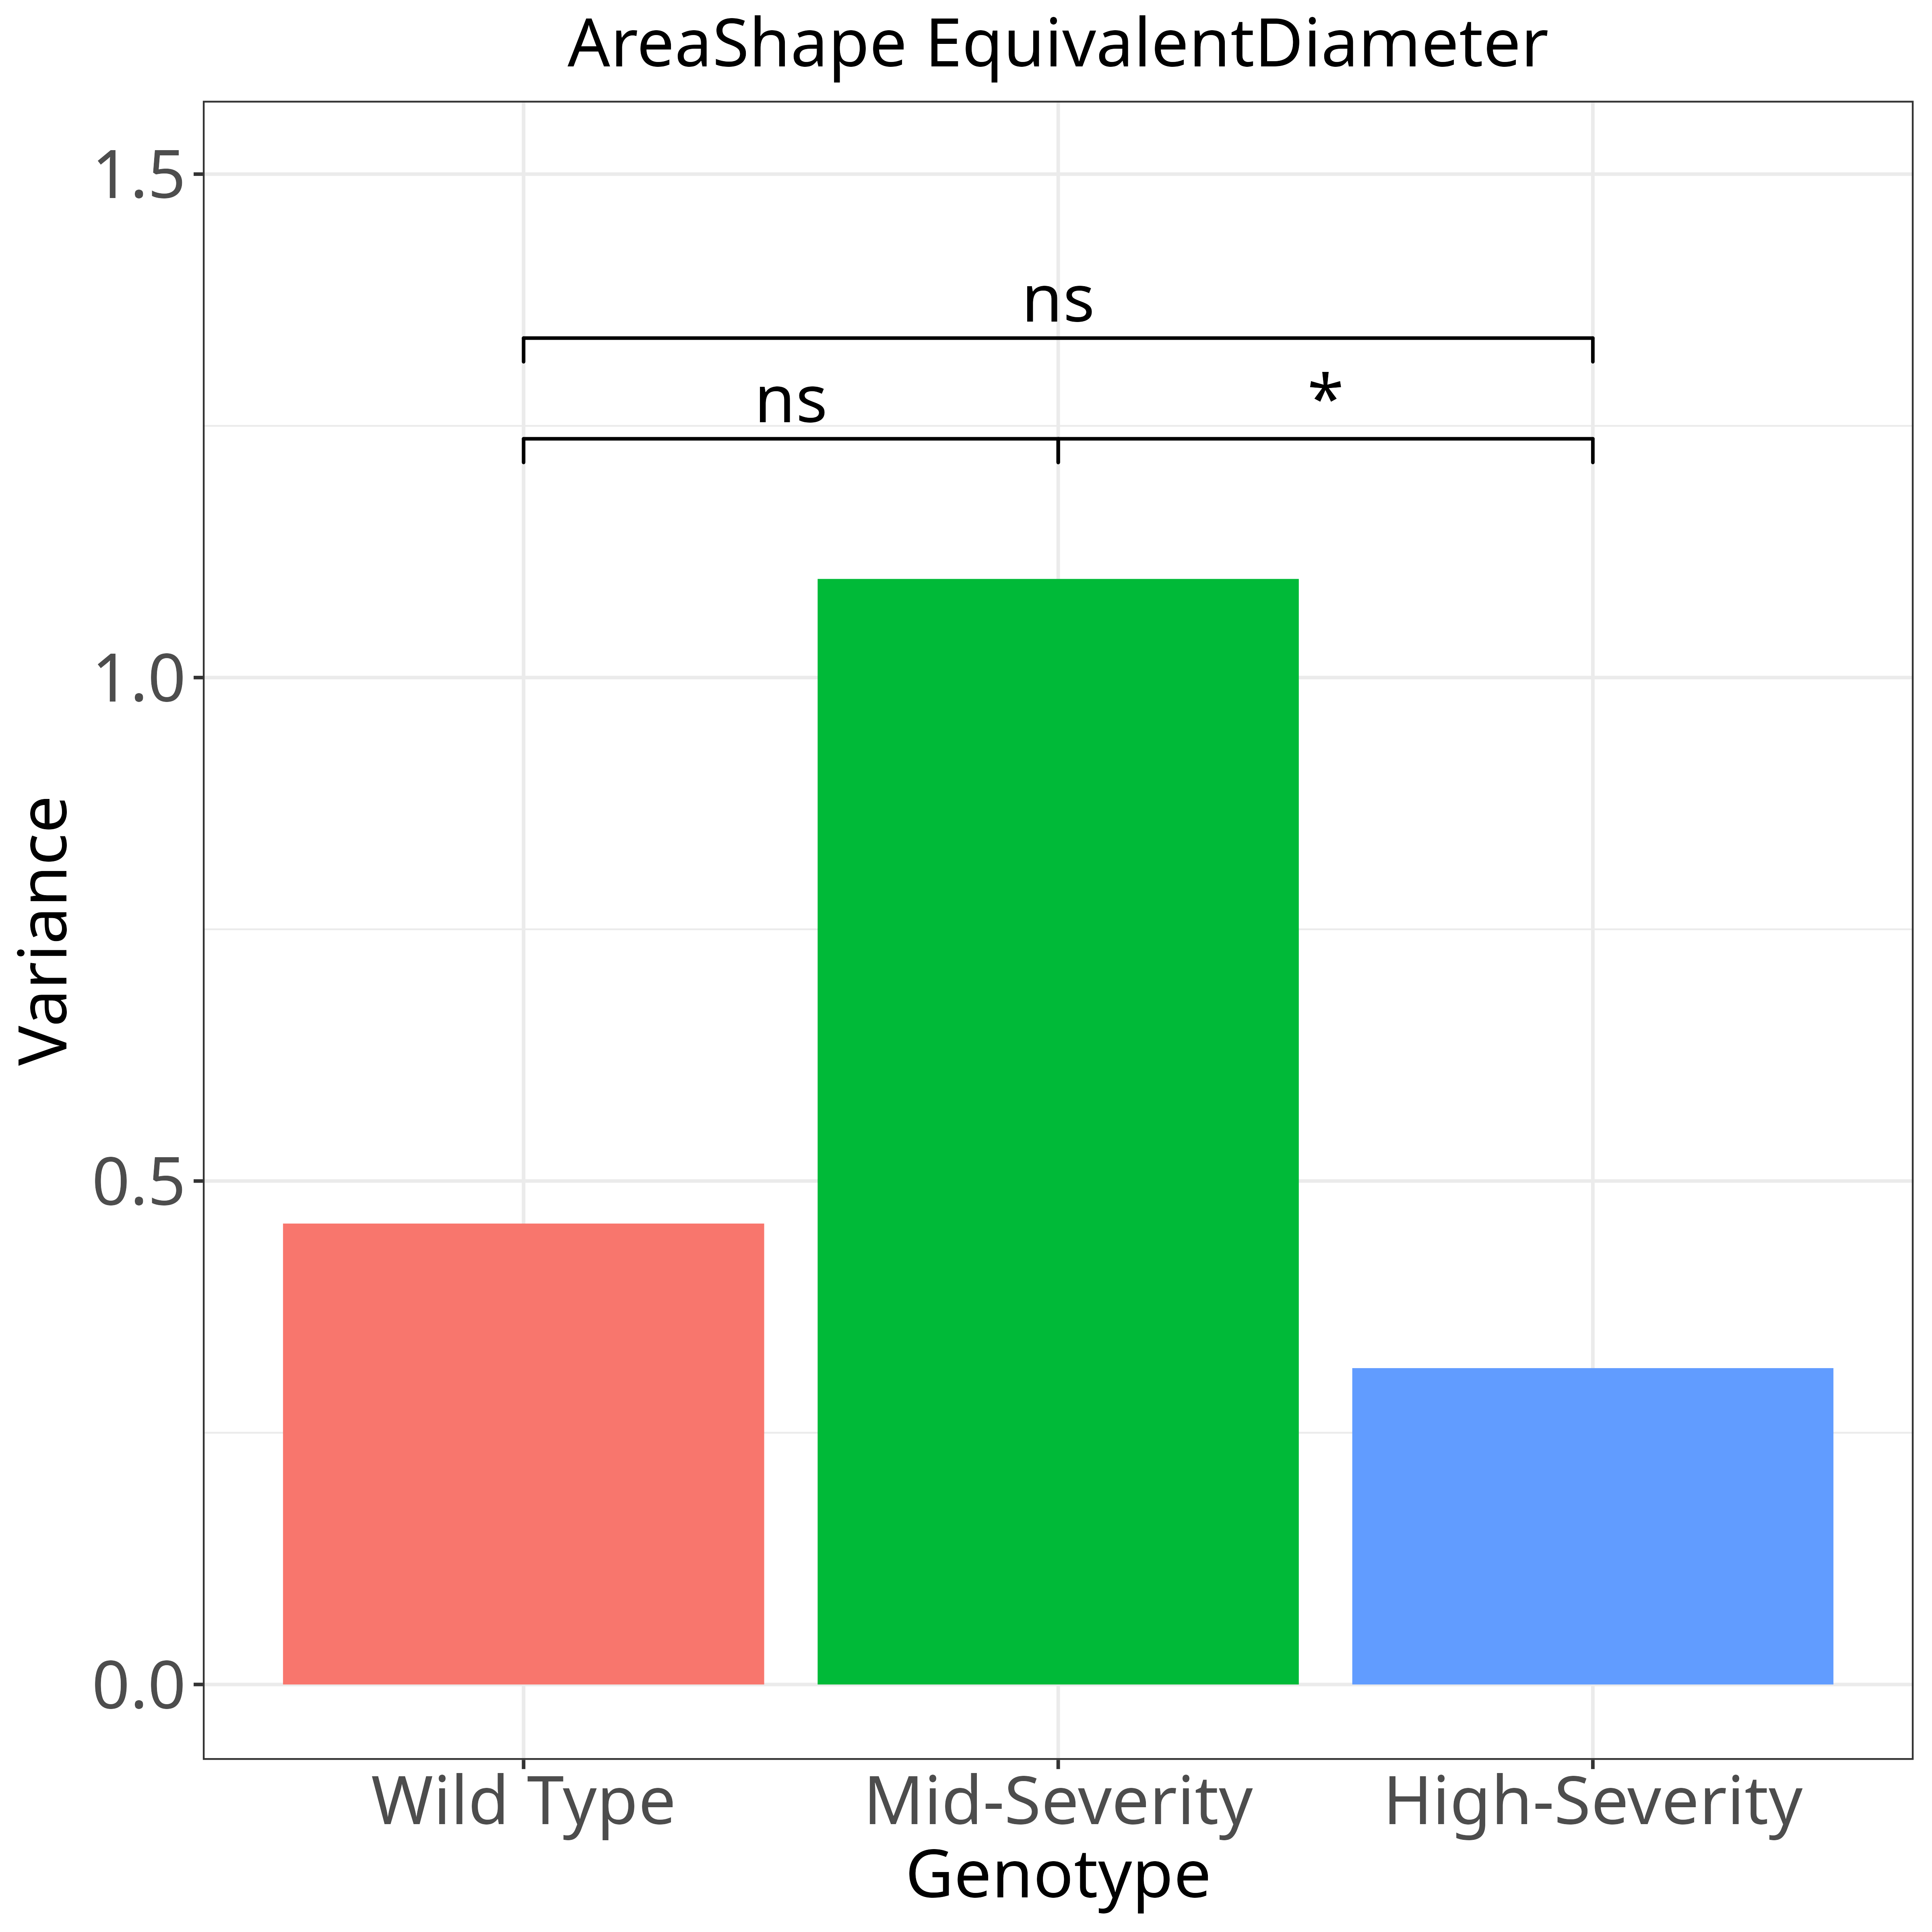 AreaShape EquivalentDiameter
1.5
ns
ns
*
1.0
Variance
0.5
0.0
Wild Type
Mid-Severity
High-Severity
Genotype